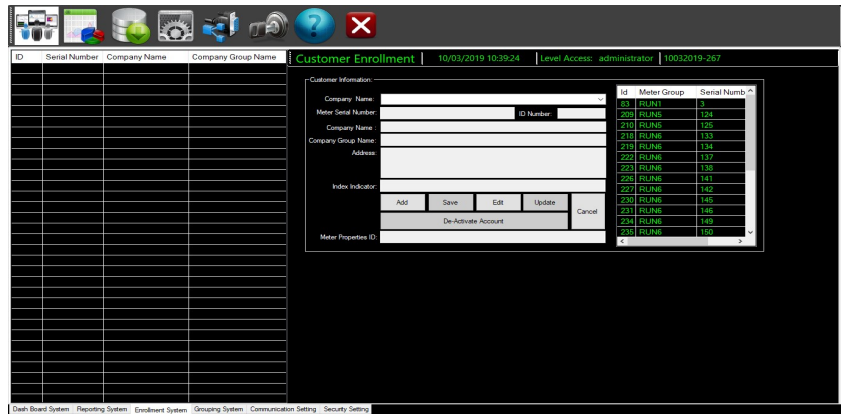 ID Serial Number Company Name Company Group Name
Customer Enrollment 10/03/2019 10:39:24 Level Access: administrator 10032019-267
Customer Information:
Company Name:
Meter Serial Number: ID Number:
Company Name :
Company Group Name:
Address:
Index Indicator:
Add Save Edit Update Cancel
De-Activate Account
Meter Properties ID:
Id Meter Group Serial Numb
83 RUN1 3
209 RUN5 124
210 RUN5 125
218 RUN6 133
219 RUN6 134
222 RUN6 137
223 RUN6 138
226 RUN6 141
227 RUN6 142
230 RUN6 145
231 RUN6 146
234 RUN6 149
235 RUN6 150
Dash Board System Reporting System Enrollment System Grouping System Communication Setting Security Setting